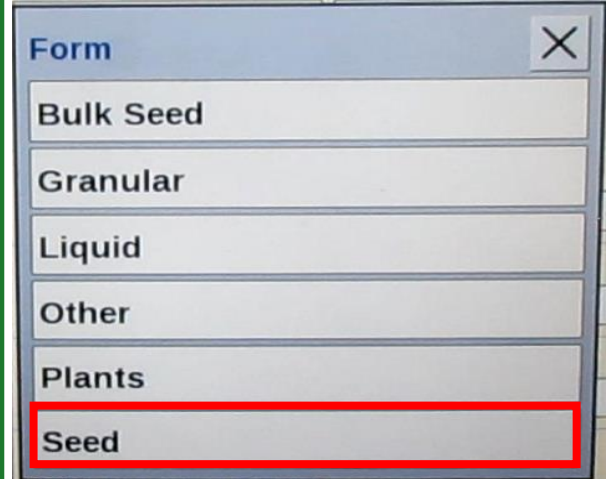 Form
Bulk Seed
Granular
Liquid
Other
Plants
Seed